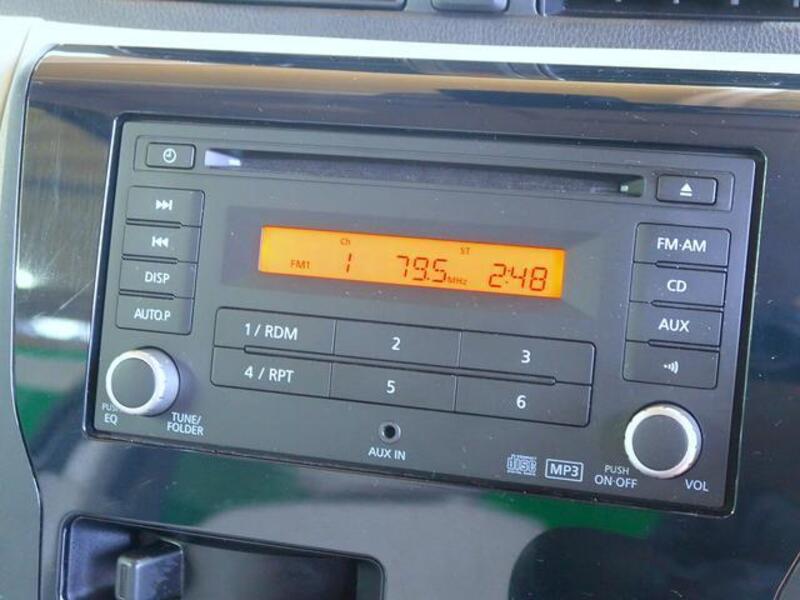 Ch ST
FM1 1 79.5 MHz 2:48
DISP
AUTO.P
FM·AM
CD
AUX
1 / RDM 2 3
4 / RPT 5 6
PUSH
EQ
TUNE/
FOLDER
AUX IN
disc
MP3
PUSH
ON·OFF
VOL